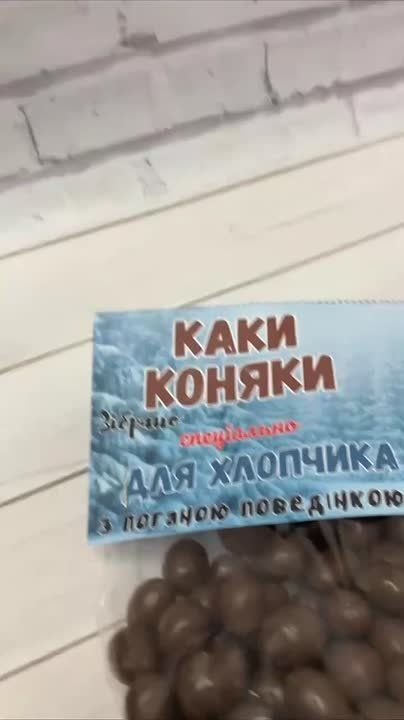 КАКИ
КОНЯКИ
Зібрано
спеціально
ДЛЯ ХЛОПЧИКА
З ПОГАНОЮ ПОВЕДІНКОЮ